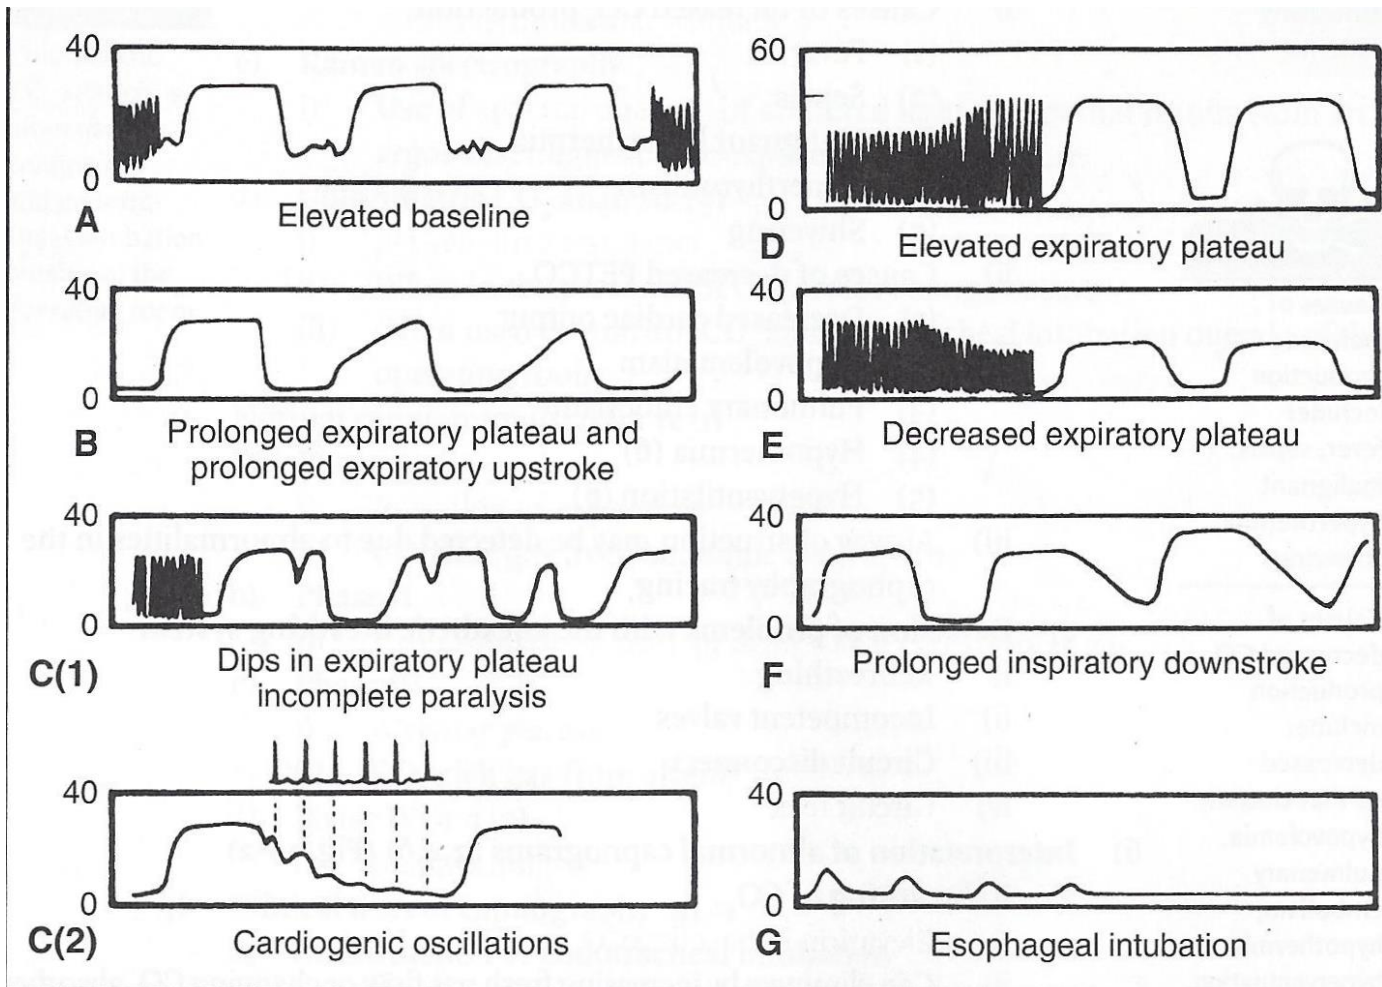 40
0
A
Elevated baseline
60
0
D
Elevated expiratory plateau
40
0
B
Prolonged expiratory plateau and
prolonged expiratory upstroke
40
0
E
Decreased expiratory plateau
40
0
C(1)
Dips in expiratory plateau
incomplete paralysis
40
0
F
Prolonged inspiratory downstroke
40
0
C(2)
Cardiogenic oscillations
40
0
G
Esophageal intubation